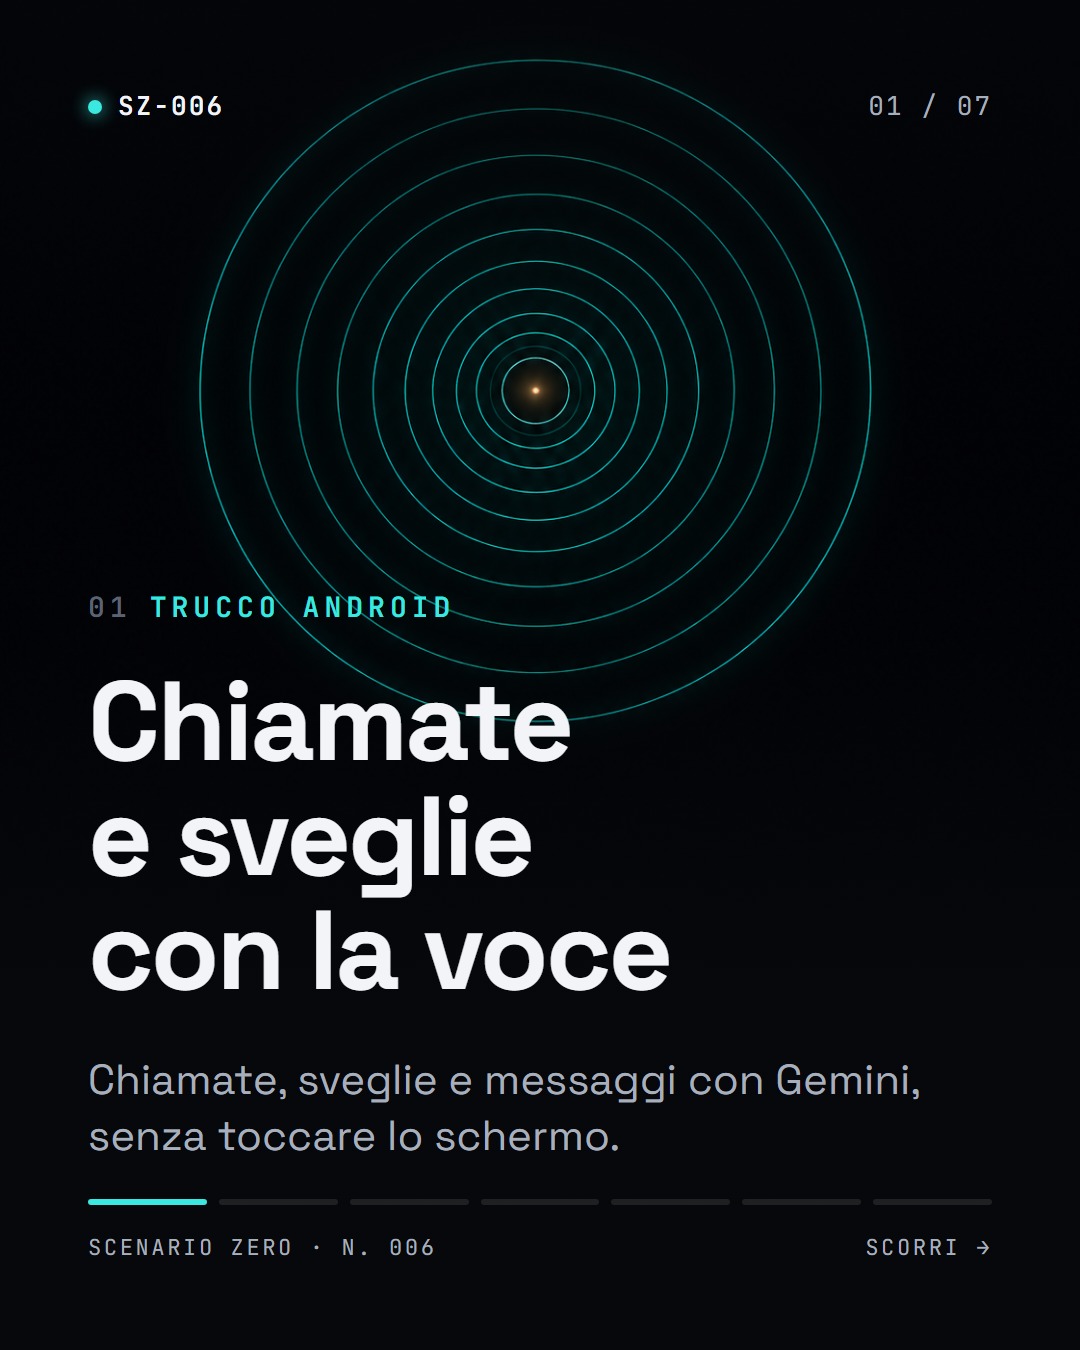 SZ-006
01 / 07
01 TRUCCO ANDROID
Chiamate
e sveglie
con la voce
Chiamate, sveglie e messaggi con Gemini,
senza toccare lo schermo.
SCENARIO ZERO · N. 006
SCORRI →